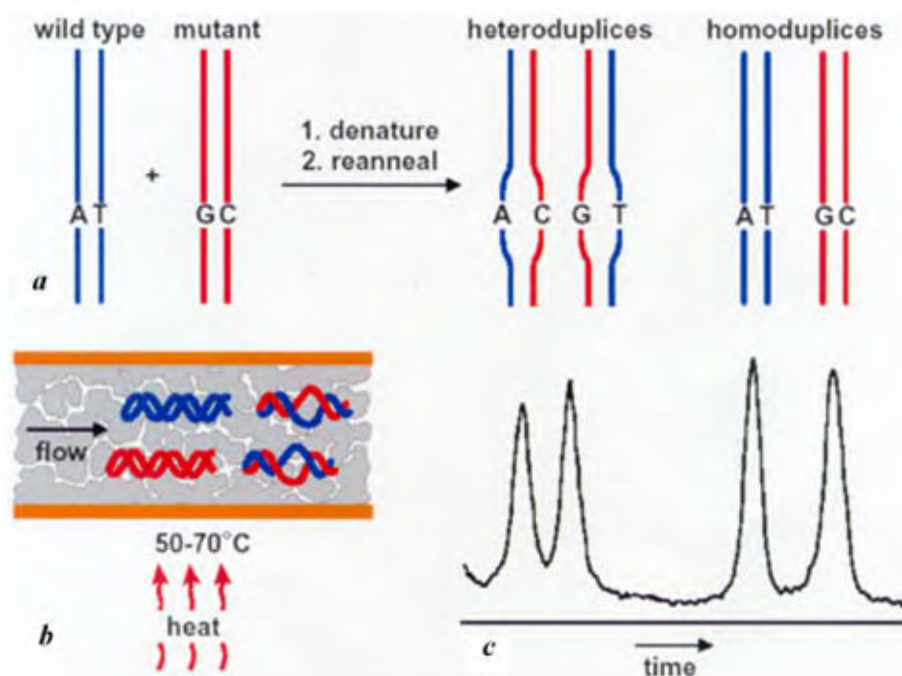 wild type mutant heteroduplices homoduplices
1. denature
2. reanneal
+
A T G C A C G T A T G C
a
flow
50-70°C
heat
b
c
time